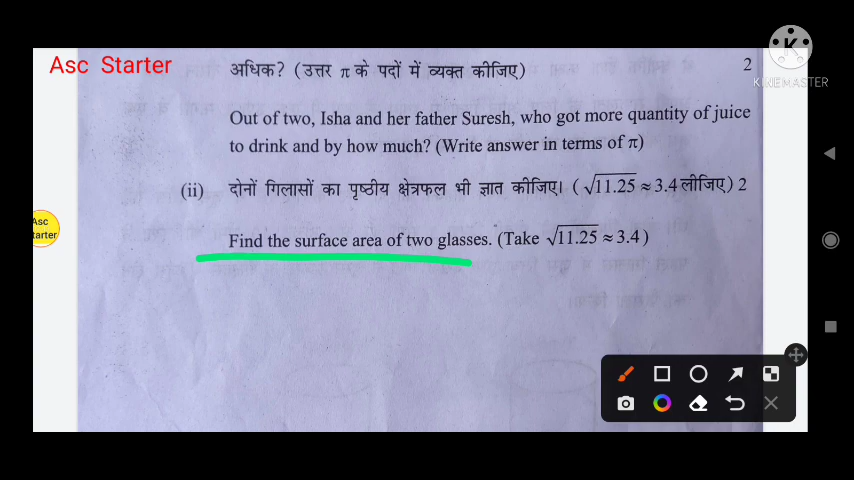 Asc Starter
अधिक? (उत्तर π के पदों में व्यक्त कीजिए) 2
KINEMASTER
Out of two, Isha and her father Suresh, who got more quantity of juice
to drink and by how much? (Write answer in terms of π)
(ii) दोनों गिलासों का पृष्ठीय क्षेत्रफल भी ज्ञात कीजिए। ( √11.25 ≈ 3.4 लीजिए) 2
Asc
tarter
Find the surface area of two glasses. (Take √11.25 ≈ 3.4 )